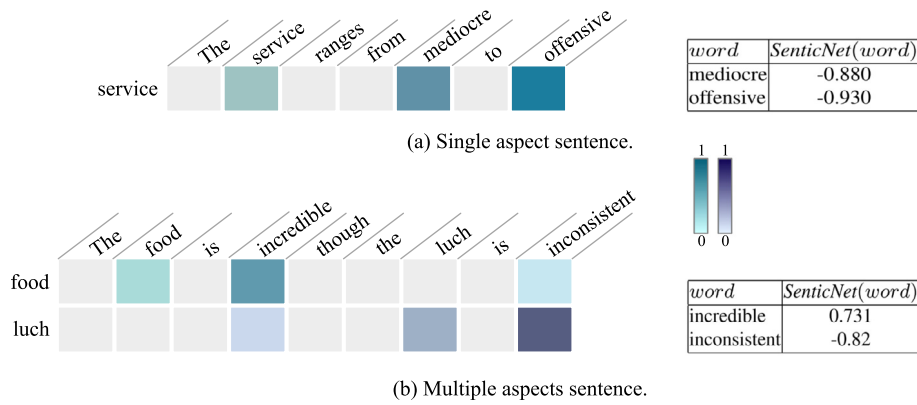 The service ranges from mediocre to offensive
service
(a) Single aspect sentence.
word SenticNet(word)
mediocre -0.880
offensive -0.930
1 1
0 0
The food is incredible though the luch is inconsistent
food
luch
(b) Multiple aspects sentence.
word SenticNet(word)
incredible 0.731
inconsistent -0.82